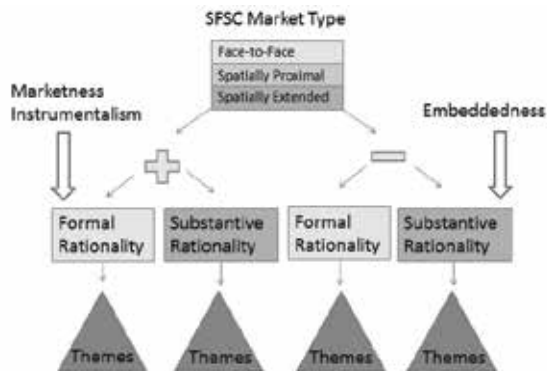 SFSC Market Type
Face-to-Face
Spatially Proximal
Spatially Extended
Marketness
Instrumentalism
Embeddedness
Formal
Rationality
Substantive
Rationality
Formal
Rationality
Substantive
Rationality
Themes
Themes
Themes
Themes